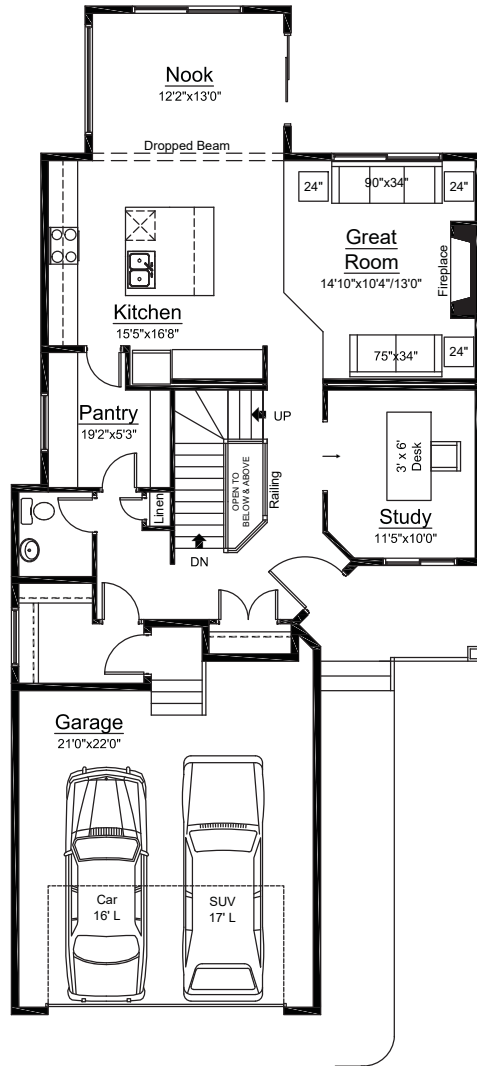 Nook
12'2"x13'0"
Dropped Beam
24"
90"x34"
24"
Great
Room
14'10"x10'4"/13'0"
Fireplace
Kitchen
15'5"x16'8"
75"x34"
24"
Pantry
19'2"x5'3"
UP
OPEN TO
BELOW & ABOVE
Railing
3' x 6'
Desk
Linen
Study
11'5"x10'0"
DN
Garage
21'0"x22'0"
Car
16' L
SUV
17' L